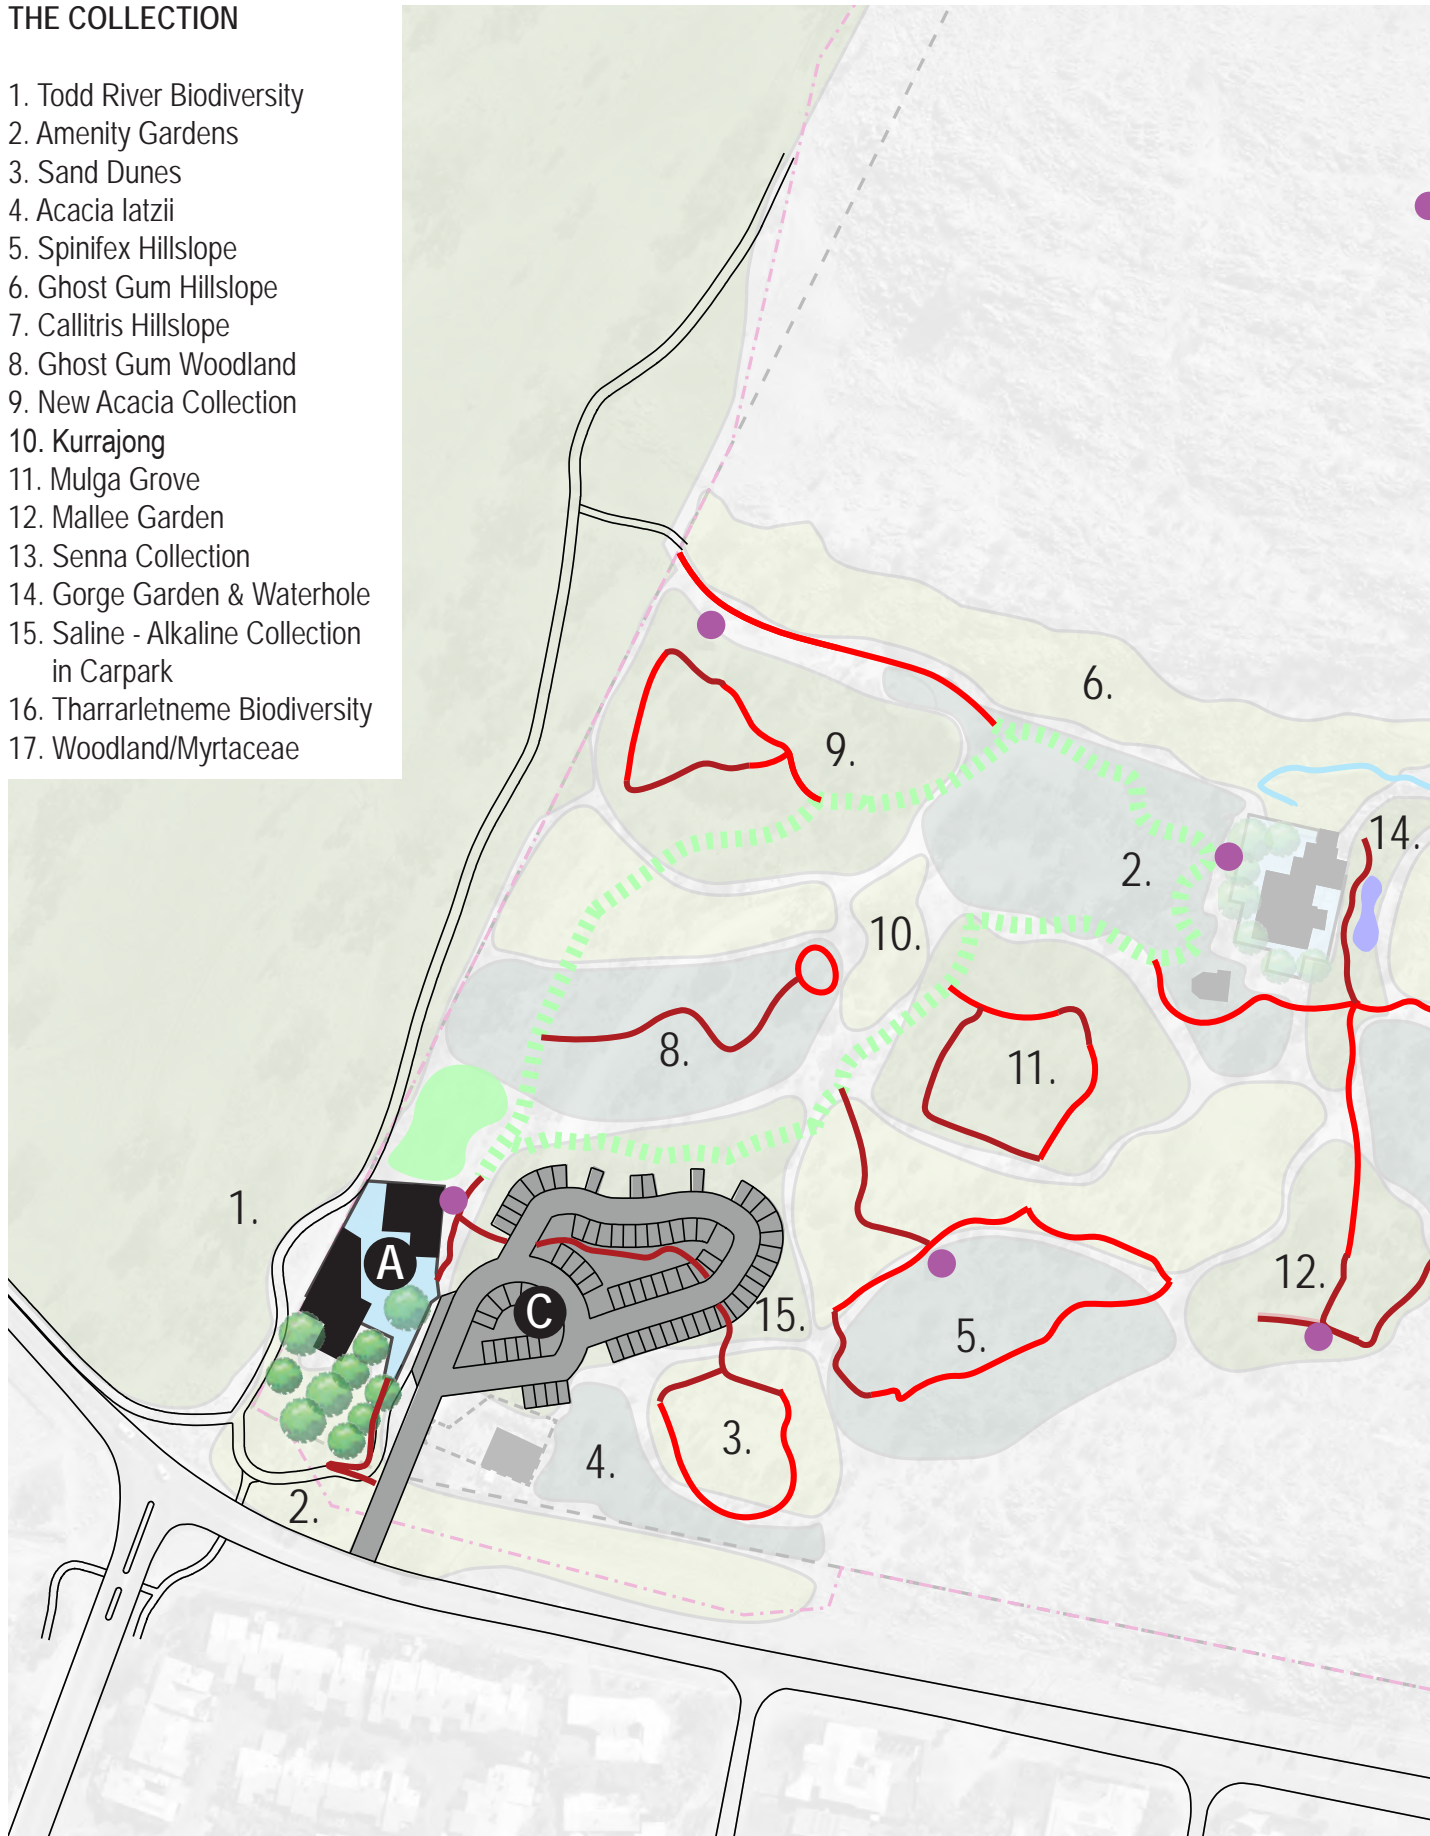 THE COLLECTION
1. Todd River Biodiversity
2. Amenity Gardens
3. Sand Dunes
4. Acacia latzii
5. Spinifex Hillslope
6. Ghost Gum Hillslope
7. Callitris Hillslope
8. Ghost Gum Woodland
9. New Acacia Collection
10. Kurrajong
11. Mulga Grove
12. Mallee Garden
13. Senna Collection
14. Gorge Garden & Waterhole
15. Saline - Alkaline Collection
in Carpark
16. Tharrarletneme Biodiversity
17. Woodland/Myrtaceae
6.
9.
14.
2.
10.
8.
11.
1.
A
12.
C
15.
5.
3.
4.
2.